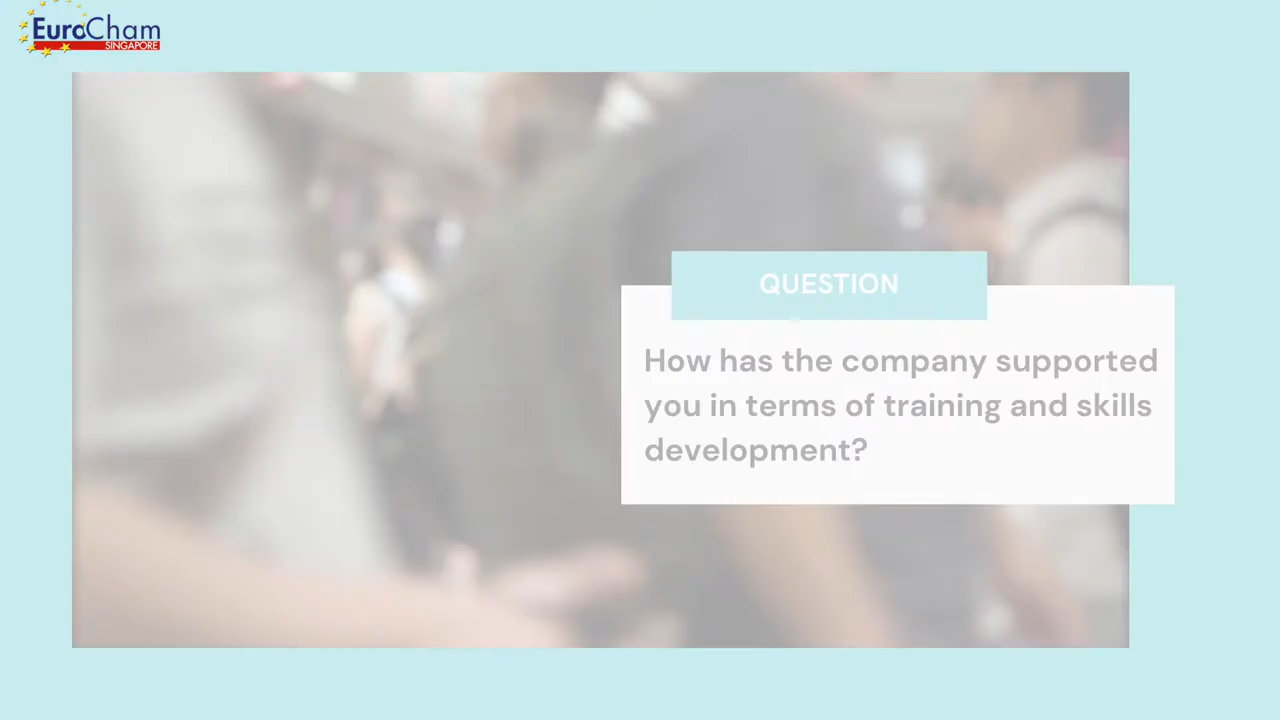 EuroCham
SINGAPORE
QUESTION
How has the company supported
you in terms of training and skills
development?